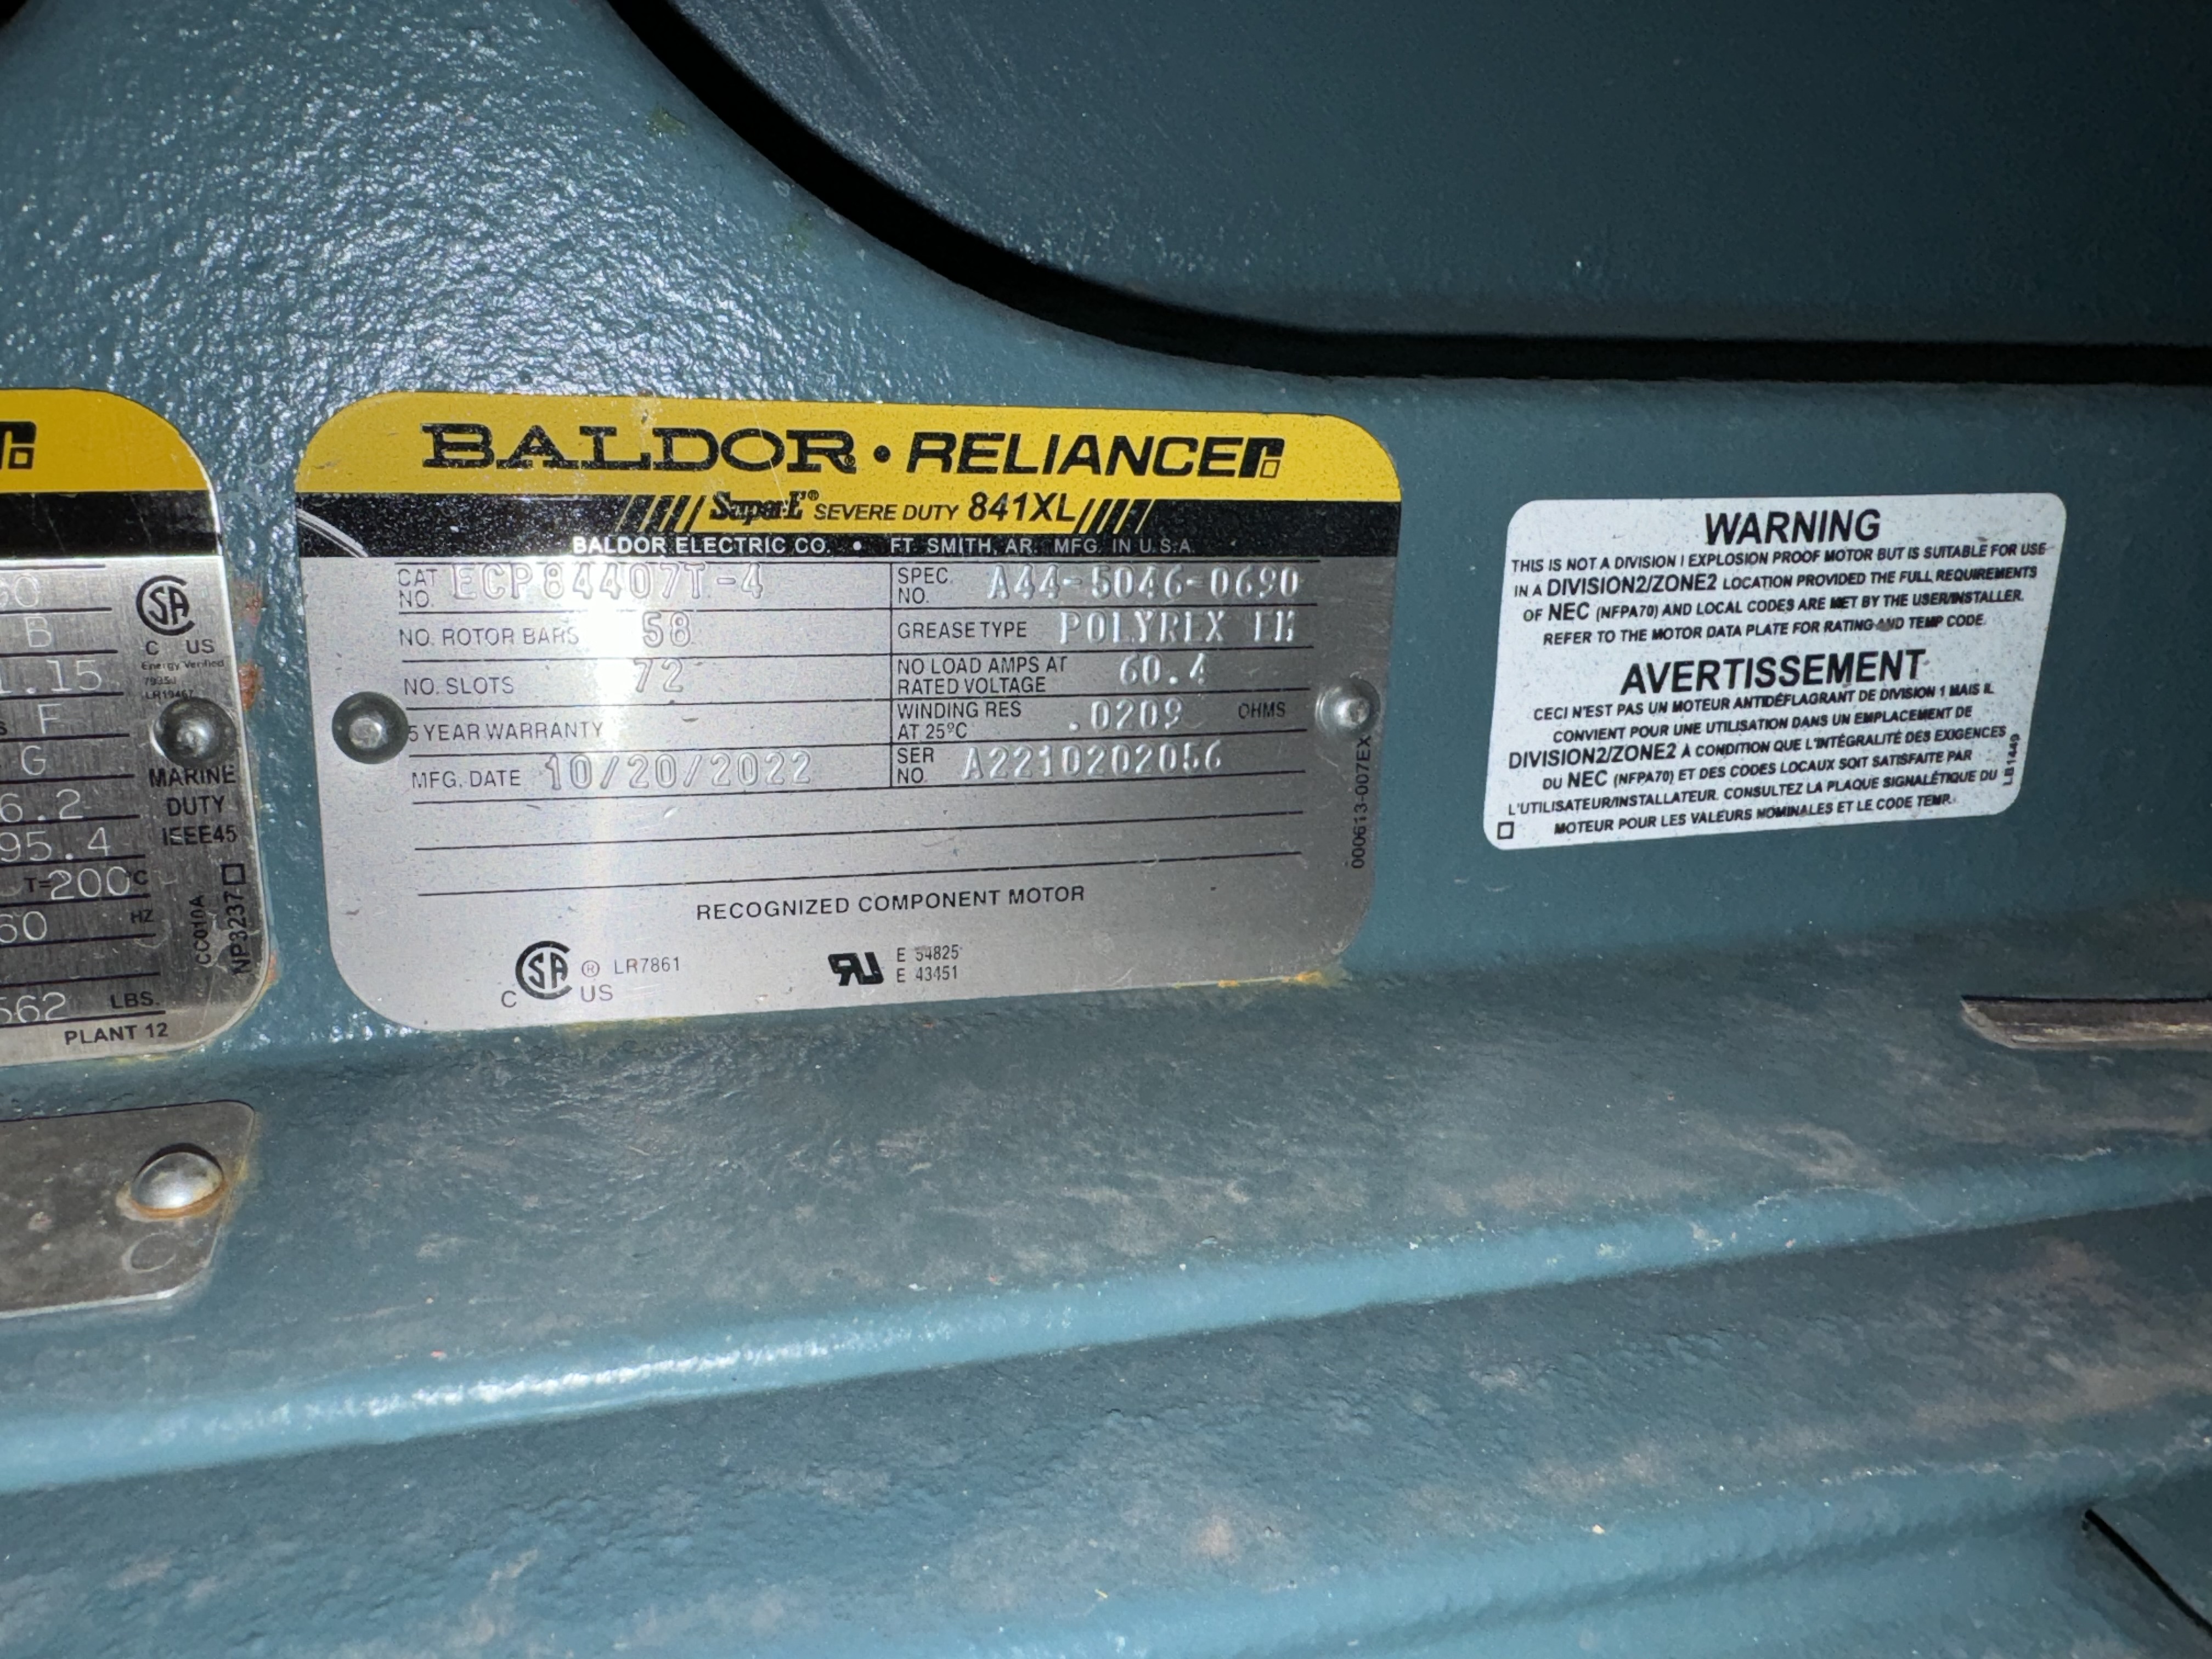 B
1.15
F
G
6.2
95.4
T=200°C
60 HZ
562 LBS.
PLANT 12
SA
C US
Energy Verified
LR19467
MARINE
DUTY
IEEE45
CC010A
NP3237
BALDOR • RELIANCE
Super-E® SEVERE DUTY 841XL
BALDOR ELECTRIC CO. • FT. SMITH, AR. MFG. IN U.S.A.
CAT. NO. ECP84407T-4 SPEC. NO. A44-5046-0690
NO. ROTOR BARS 58 GREASE TYPE POLYREX EM
NO. SLOTS 72 NO LOAD AMPS AT RATED VOLTAGE 60.4
5 YEAR WARRANTY WINDING RES AT 25°C .0209 OHMS
MFG. DATE 10/20/2022 SER. NO. A2210202056
000613-007EX
RECOGNIZED COMPONENT MOTOR
C SA US ® LR7861
RU E 54825
E 43451
WARNING
THIS IS NOT A DIVISION I EXPLOSION PROOF MOTOR BUT IS SUITABLE FOR USE
IN A DIVISION2/ZONE2 LOCATION PROVIDED THE FULL REQUIREMENTS
OF NEC (NFPA70) AND LOCAL CODES ARE MET BY THE USER/INSTALLER.
REFER TO THE MOTOR DATA PLATE FOR RATING AND TEMP CODE.
AVERTISSEMENT
CECI N'EST PAS UN MOTEUR ANTIDÉFLAGRANT DE DIVISION 1 MAIS IL
CONVIENT POUR UNE UTILISATION DANS UN EMPLACEMENT DE
DIVISION2/ZONE2 À CONDITION QUE L'INTÉGRALITÉ DES EXIGENCES
DU NEC (NFPA70) ET DES CODES LOCAUX SOIT SATISFAITE PAR
L'UTILISATEUR/INSTALLATEUR. CONSULTEZ LA PLAQUE SIGNALÉTIQUE DU
MOTEUR POUR LES VALEURS NOMINALES ET LE CODE TEMP.
LB1449